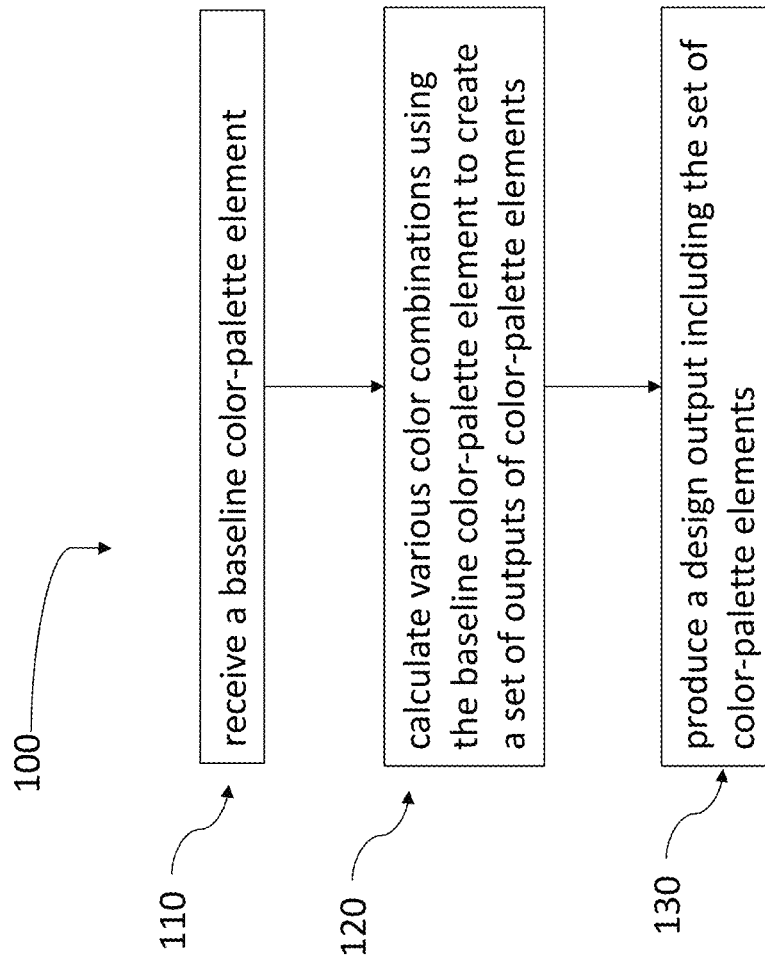 100
110
receive a baseline color-palette element
120
calculate various color combinations using
the baseline color-palette element to create
a set of outputs of color-palette elements
130
produce a design output including the set of
color-palette elements